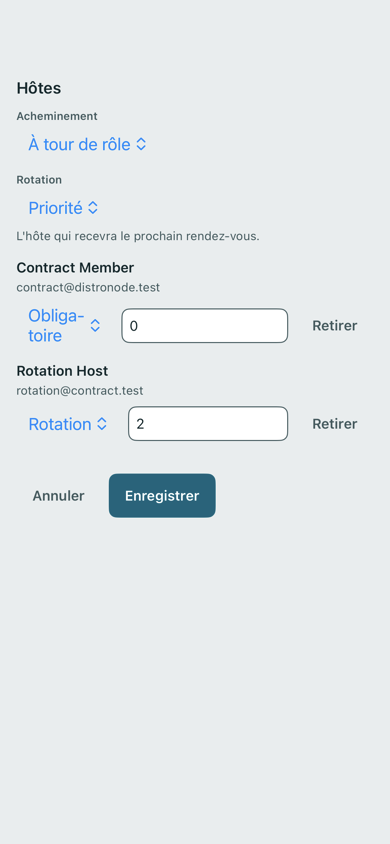 Hôtes
Acheminement
À tour de rôle
Rotation
Priorité
L'hôte qui recevra le prochain rendez-vous.
Contract Member
contract@distronode.test
Obliga-
toire
0
Retirer
Rotation Host
rotation@contract.test
Rotation
2
Retirer
Annuler
Enregistrer